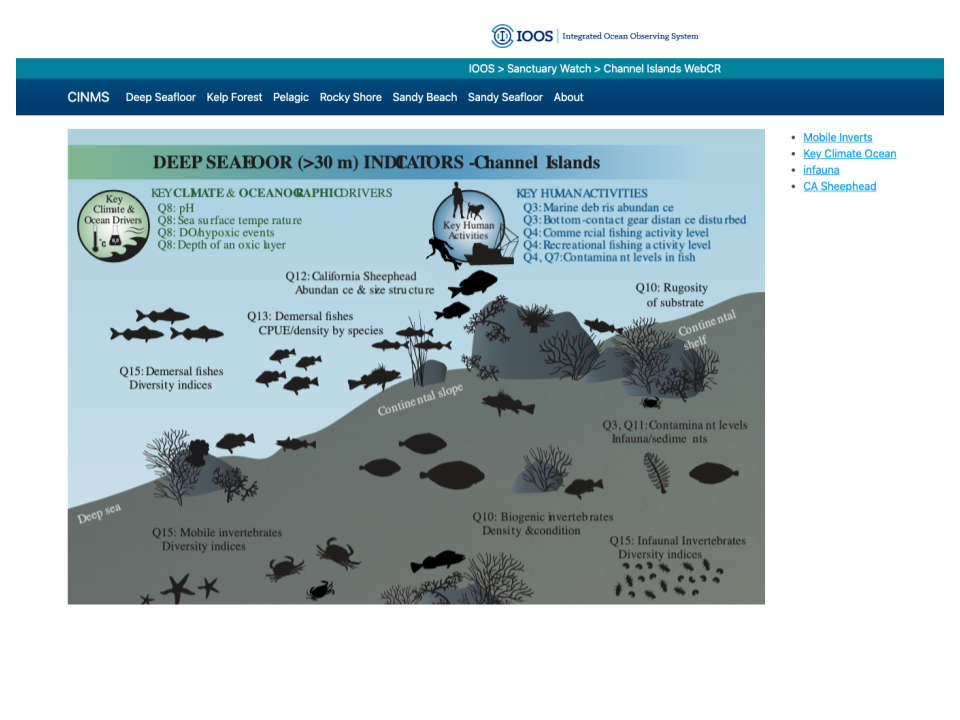 IOOS Integrated Ocean Observing System
IOOS > Sanctuary Watch > Channel Islands WebCR
CINMS Deep Seafloor Kelp Forest Pelagic Rocky Shore Sandy Beach Sandy Seafloor About
Mobile Inverts
Key Climate Ocean
infauna
CA Sheephead
DEEP SEAFLOOR (>30 m) INDICATORS -Channel Islands
Key
Climate &
Ocean Drivers
°C
KEY CLIMATE & OCEANOGRAPHIC DRIVERS
Q8: pH
Q8: Sea surface temperature
Q8: DO/hypoxic events
Q8: Depth of anoxic layer
Key Human
Activities
KEY HUMAN ACTIVITIES
Q3: Marine debris abundance
Q3: Bottom-contact gear distance disturbed
Q4: Commercial fishing activity level
Q4: Recreational fishing activity level
Q4, Q7: Contaminant levels in fish
Q12: California Sheephead
Abundance & size structure
Q10: Rugosity
of substrate
Q13: Demersal fishes
CPUE/density by species
Continental
shelf
Q15: Demersal fishes
Diversity indices
Continental slope
Q3, Q11: Contaminant levels
Infauna/sediments
Deep sea
Q10: Biogenic invertebrates
Density &condition
Q15: Mobile invertebrates
Diversity indices
Q15: Infaunal Invertebrates
Diversity indices